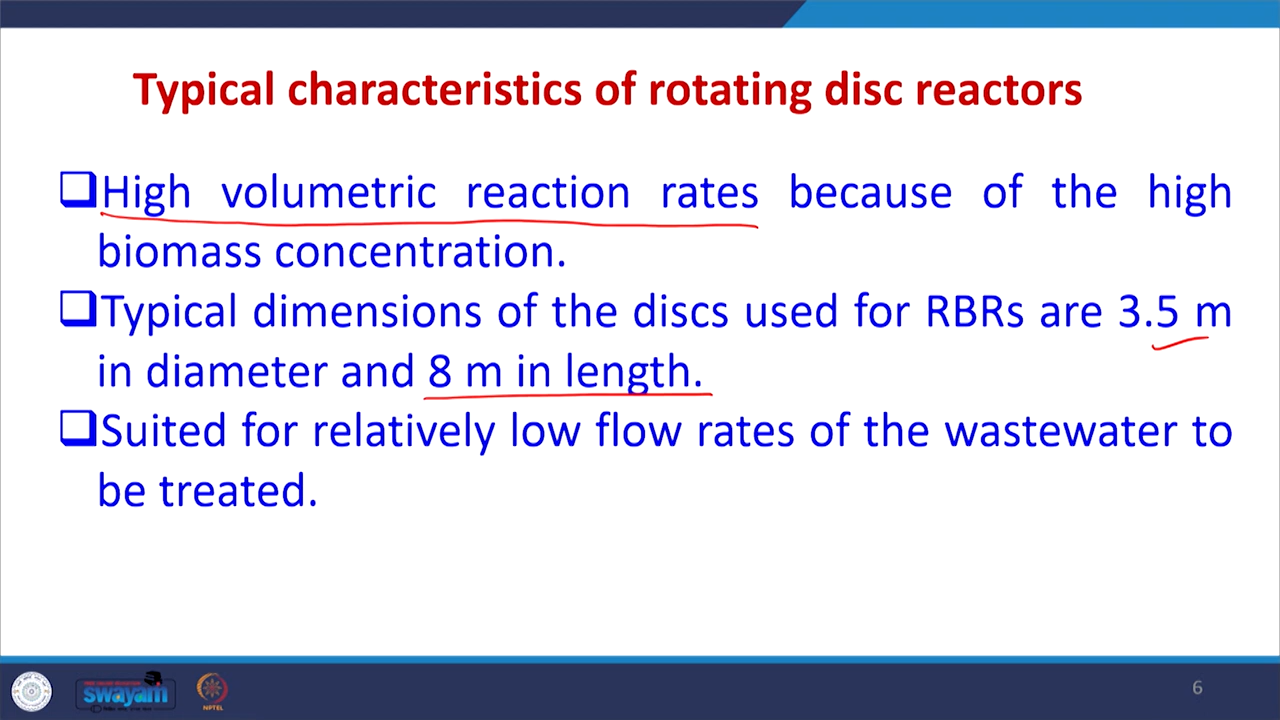 Typical characteristics of rotating disc reactors
❑High volumetric reaction rates because of the high
biomass concentration.
❑Typical dimensions of the discs used for RBRs are 3.5 m
in diameter and 8 m in length.
❑Suited for relatively low flow rates of the wastewater to
be treated.
swayam
NPTEL
6